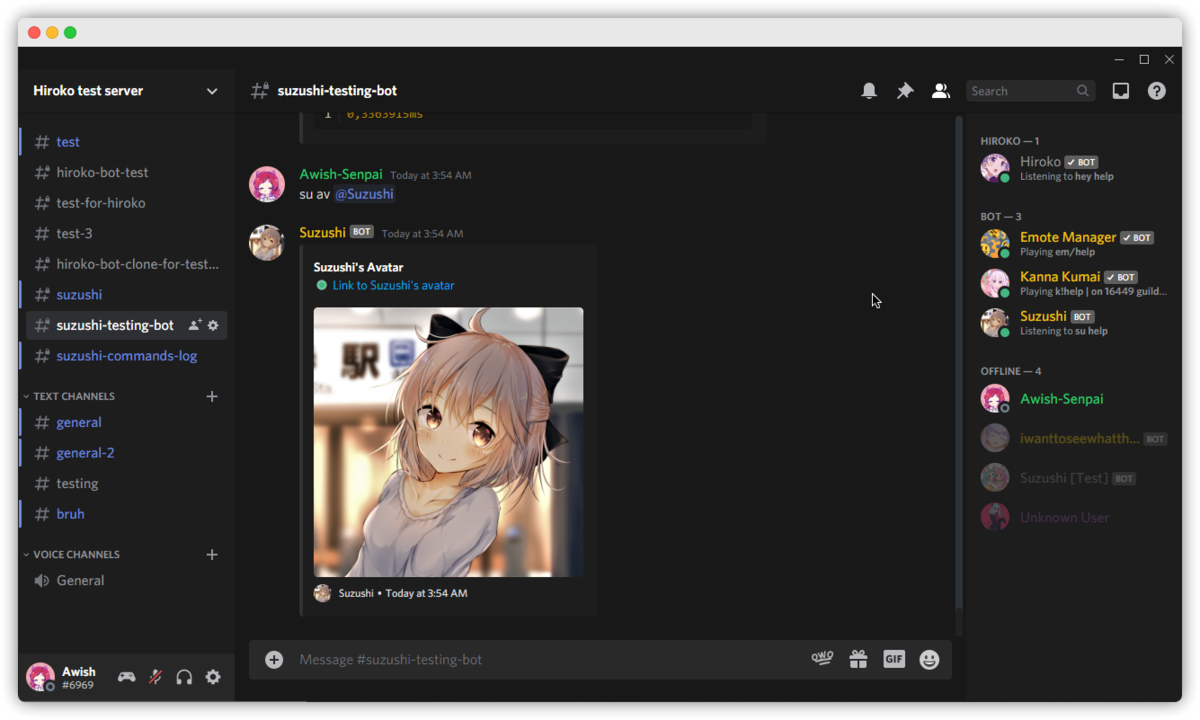 Hiroko test server
test
hiroko-bot-test
test-for-hiroko
test-3
hiroko-bot-clone-for-test...
suzushi
suzushi-testing-bot
suzushi-commands-log
TEXT CHANNELS
general
general-2
testing
bruh
VOICE CHANNELS
General
Awish
#6969
suzushi-testing-bot
Search
1 0,3363915ms
Awish-Senpai Today at 3:54 AM
su av @Suzushi
Suzushi BOT Today at 3:54 AM
Suzushi's Avatar
Link to Suzushi's avatar
駅
Suzushi • Today at 3:54 AM
Message #suzushi-testing-bot
OWO
GIF
HIROKO — 1
Hiroko ✓ BOT
Listening to hey help
BOT — 3
Emote Manager ✓ BOT
Playing em/help
Kanna Kumai ✓ BOT
Playing k!help | on 16449 guild...
Suzushi BOT
Listening to su help
OFFLINE — 4
Awish-Senpai
iwanttoseewhatth... BOT
Suzushi [Test] BOT
Unknown User